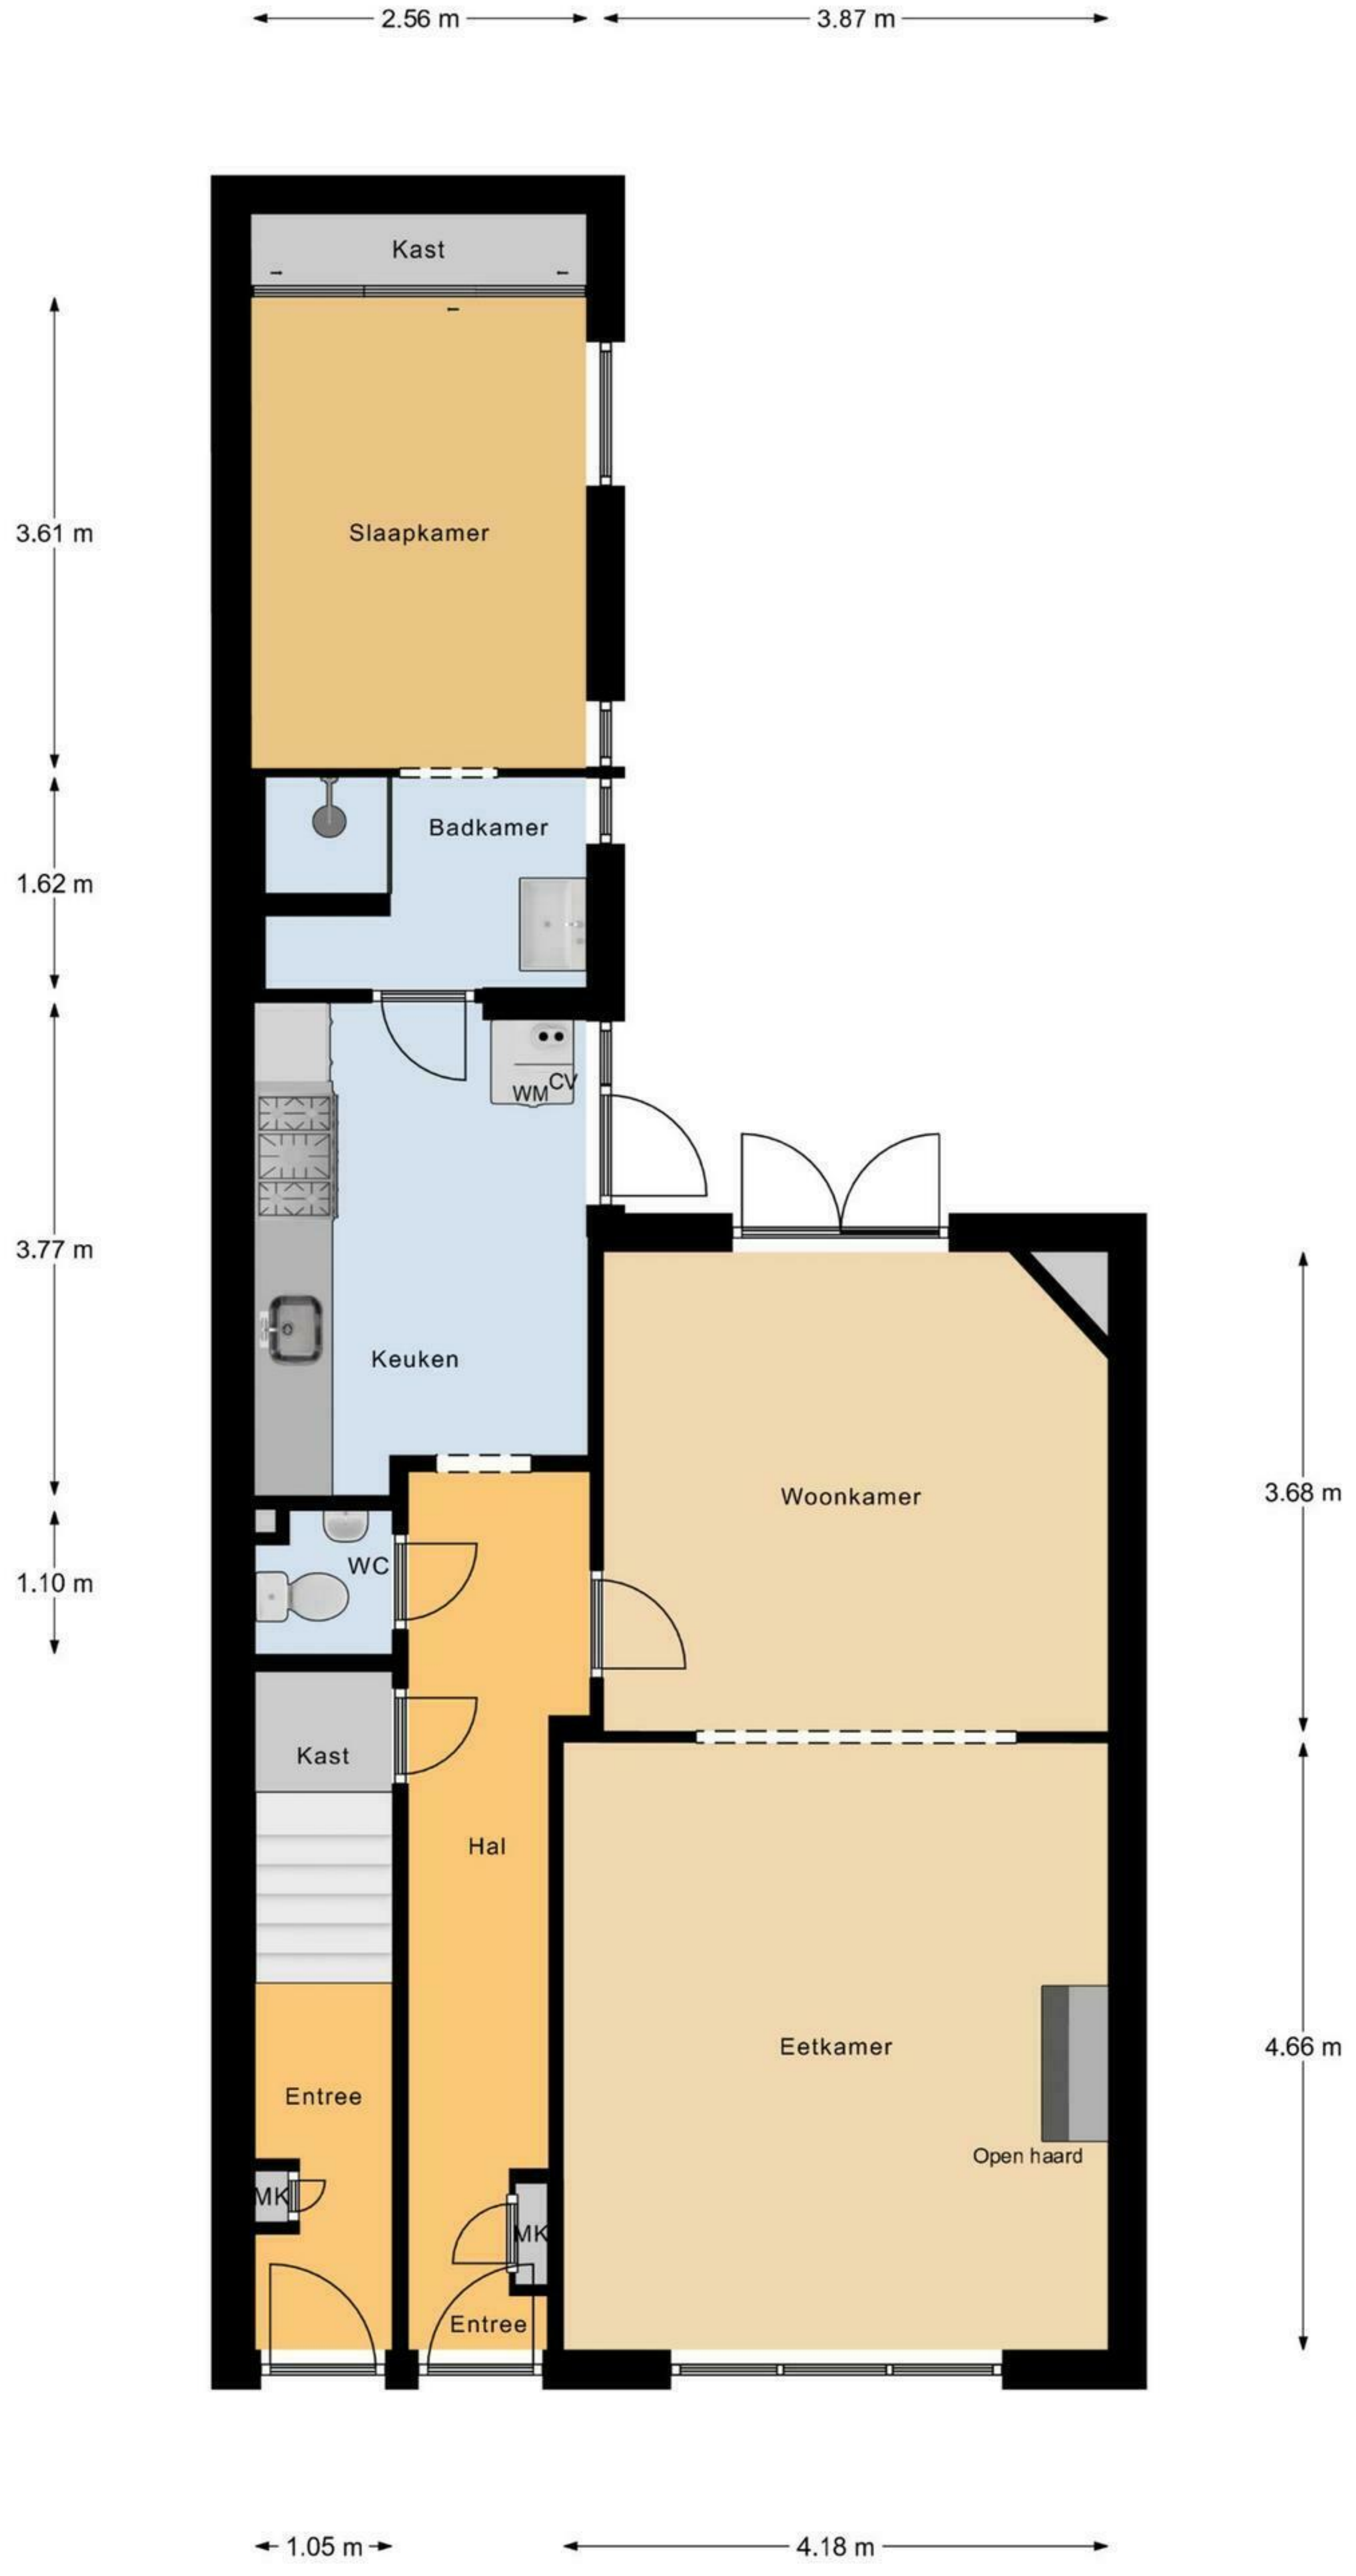 2.56 m
3.87 m
Kast
3.61 m
Slaapkamer
Badkamer
1.62 m
CV
WM
3.77 m
Keuken
Woonkamer
3.68 m
WC
1.10 m
Kast
Hal
Eetkamer
4.66 m
Entree
Open haard
MK
MK
Entree
1.05 m
4.18 m